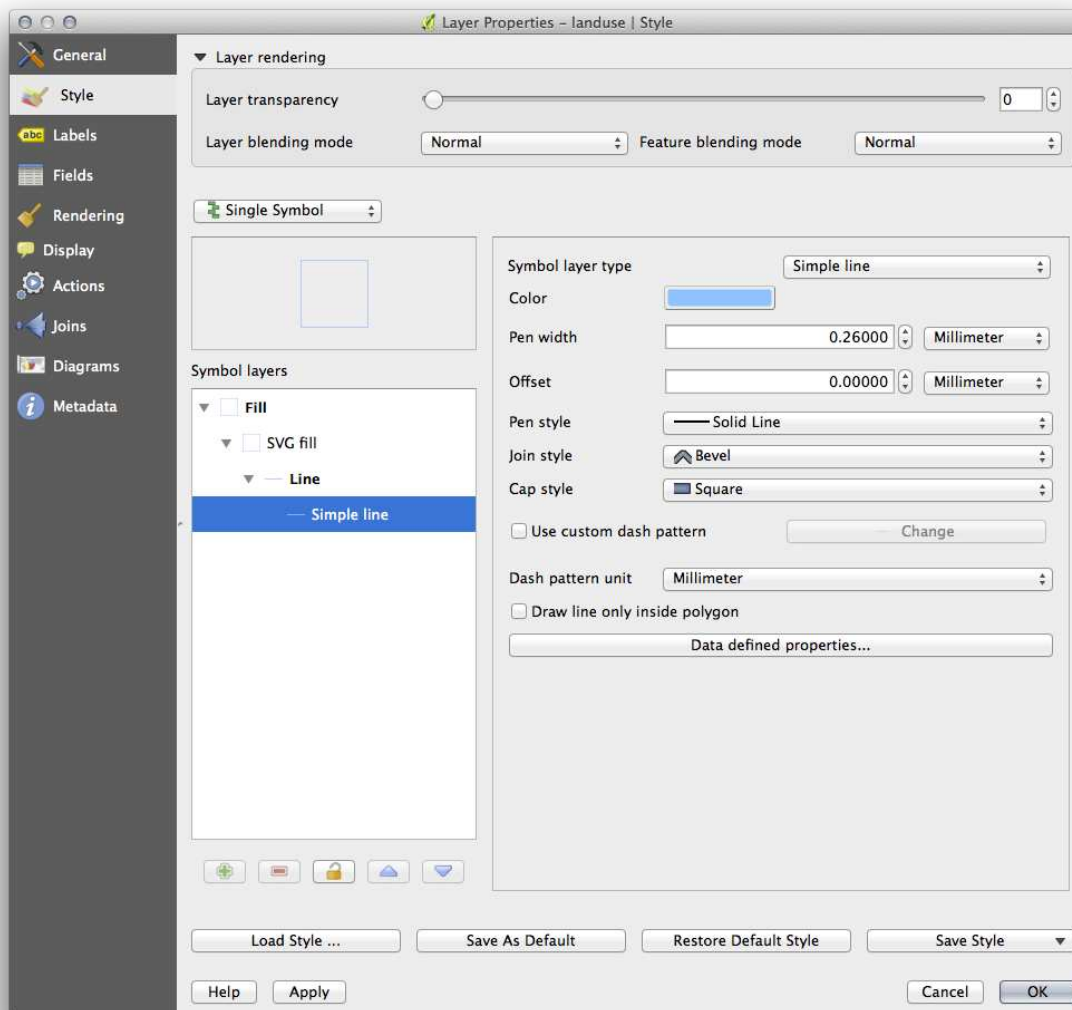 Layer Properties - landuse | Style
General
Style
abc Labels
Fields
Rendering
Display
Actions
Joins
Diagrams
i Metadata
Layer rendering
Layer transparency 0
Layer blending mode Normal Feature blending mode Normal
Single Symbol
Symbol layers
Fill
SVG fill
Line
Simple line
Symbol layer type Simple line
Color
Pen width 0.26000 Millimeter
Offset 0.00000 Millimeter
Pen style Solid Line
Join style Bevel
Cap style Square
Use custom dash pattern Change
Dash pattern unit Millimeter
Draw line only inside polygon
Data defined properties...
Load Style ... Save As Default Restore Default Style Save Style
Help Apply Cancel OK